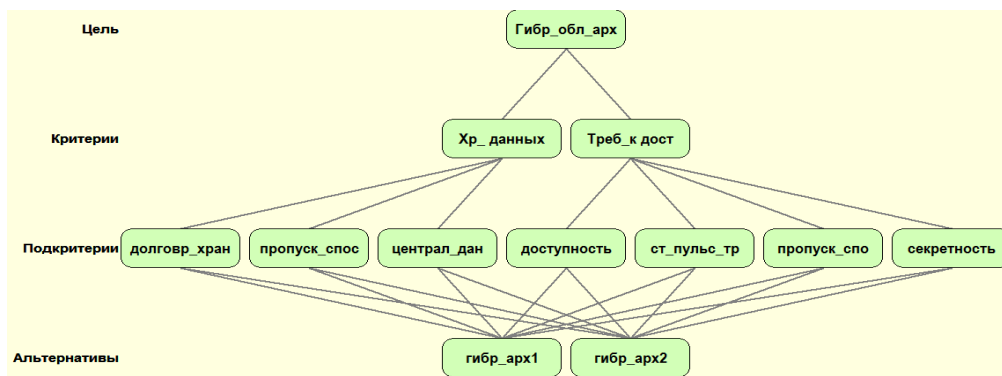 Цель
Гибр_обл_арх
Критерии
Хр_ данных
Треб_к дост
Подкритерии
долговр_хран
пропуск_спос
централ_дан
доступность
ст_пульс_тр
пропуск_спо
секретность
Альтернативы
гибр_арх1
гибр_арх2